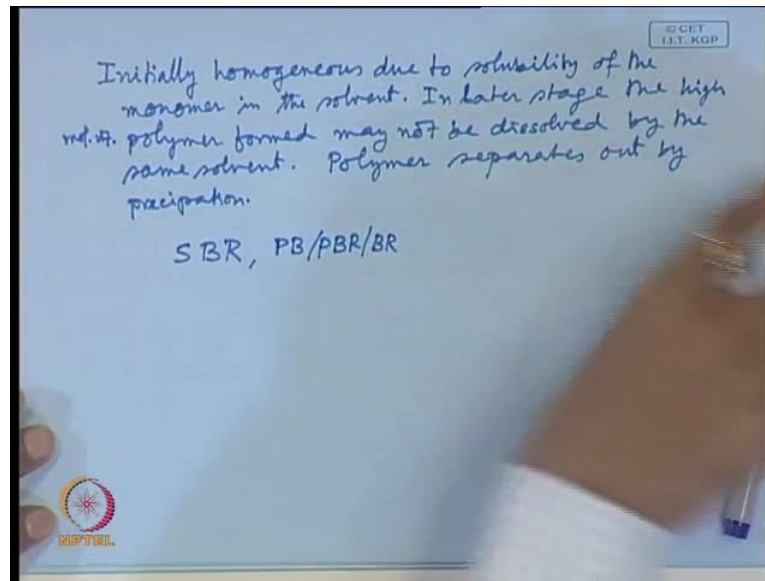 © CET
I.I.T. KGP
Initially homogeneous due to solubility of the
monomer in the solvent. In later stage the high
mol. wt. polymer formed may not be dissolved by the
same solvent. Polymer separates out by
precipation.
SBR, PB/PBR/BR
NPTEL